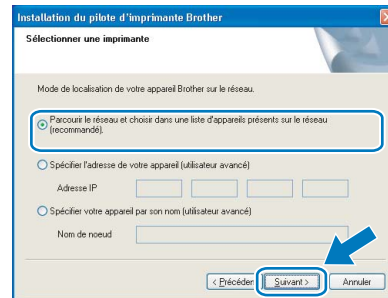 Installation du pilote d'imprimante Brother
Sélectionner une imprimante
Mode de localisation de votre appareil Brother sur le réseau.
Parcourir le réseau et choisir dans une liste d'appareils présents sur le réseau
(recommandé).
Spécifier l'adresse de votre appareil (utilisateur avancé)
Adresse IP
Spécifier votre appareil par son nom (utilisateur avancé)
Nom de noeud
< Précéden Suivant > Annuler